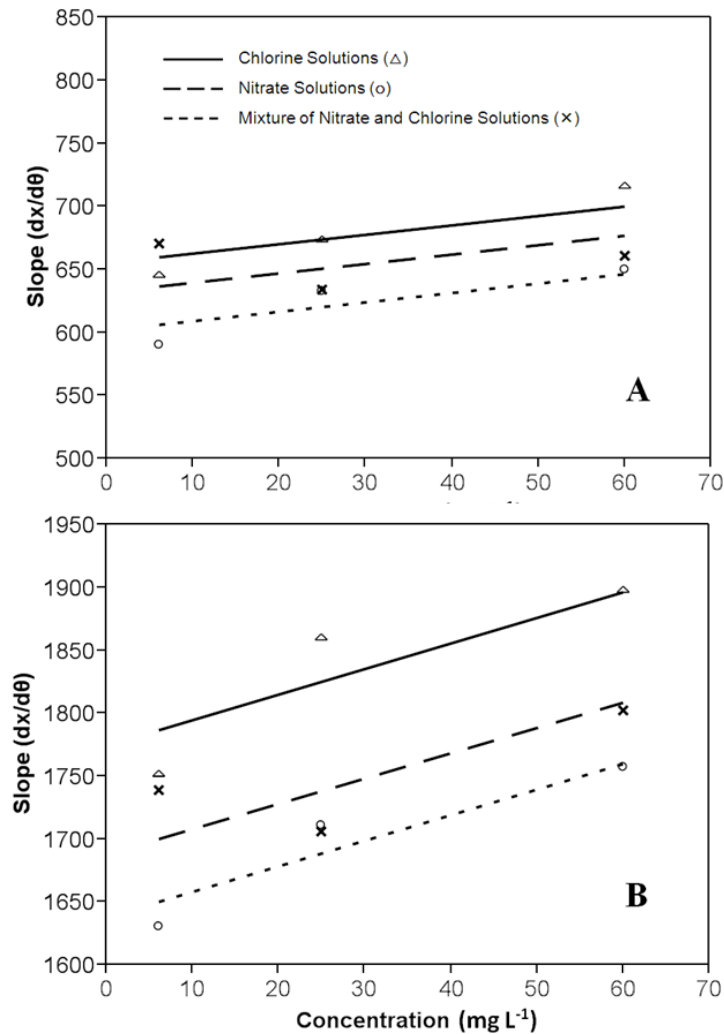 850
Chlorine Solutions (△)
Nitrate Solutions (○)
Mixture of Nitrate and Chlorine Solutions (×)
800
750
700
650
600
550
500
Slope (dx/dθ)
A
0 10 20 30 40 50 60 70
1950
1900
1850
1800
1750
1700
1650
1600
Slope (dx/dθ)
B
0 10 20 30 40 50 60 70
Concentration (mg L⁻¹)